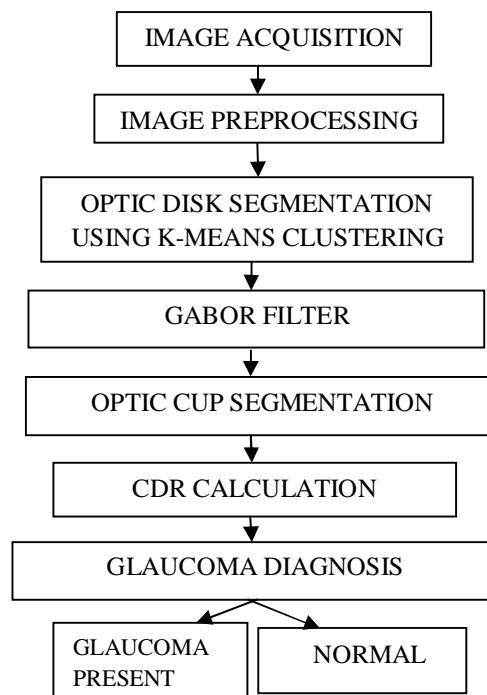 IMAGE ACQUISITION
IMAGE PREPROCESSING
OPTIC DISK SEGMENTATION
USING K-MEANS CLUSTERING
GABOR FILTER
OPTIC CUP SEGMENTATION
CDR CALCULATION
GLAUCOMA DIAGNOSIS
GLAUCOMA
PRESENT
NORMAL